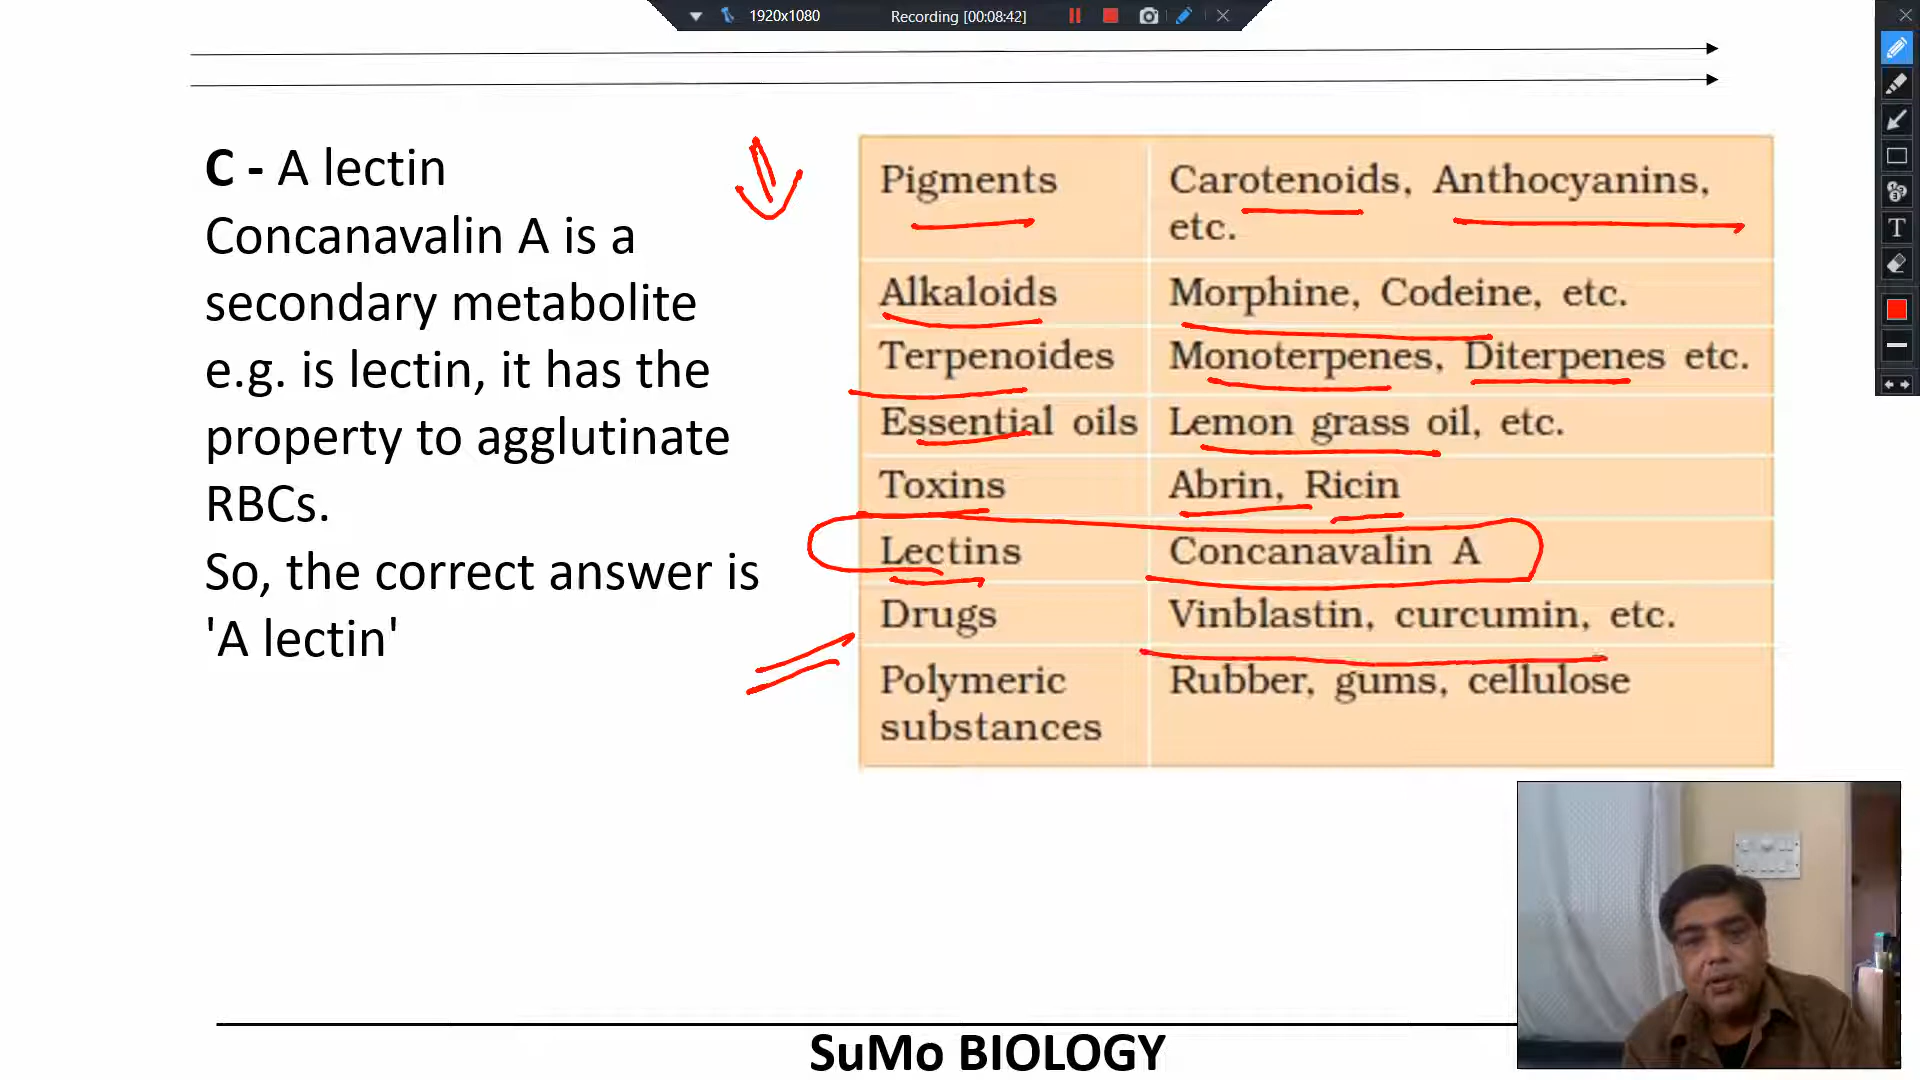 1920x1080 Recording [00:08:42]
C - A lectin
Concanavalin A is a
secondary metabolite
e.g. is lectin, it has the
property to agglutinate
RBCs.
So, the correct answer is
'A lectin'
Pigments Carotenoids, Anthocyanins,
etc.
Alkaloids Morphine, Codeine, etc.
Terpenoides Monoterpenes, Diterpenes etc.
Essential oils Lemon grass oil, etc.
Toxins Abrin, Ricin
Lectins Concanavalin A
Drugs Vinblastin, curcumin, etc.
Polymeric Rubber, gums, cellulose
substances
SuMo BIOLOGY